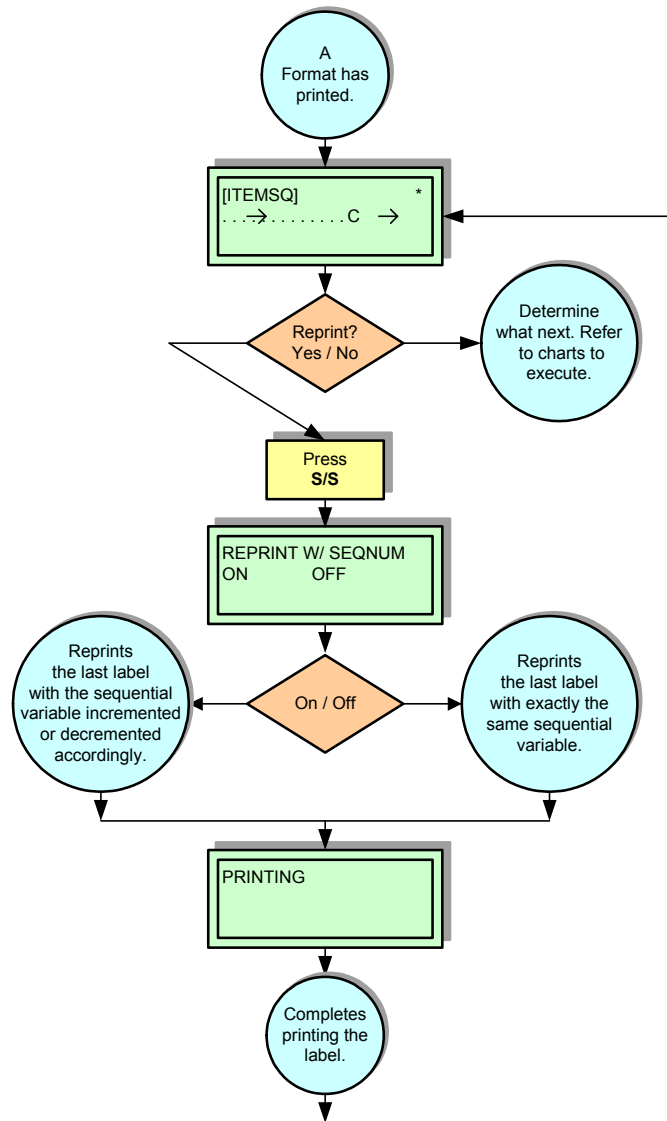 A
Format has
printed.
[ITEMSQ] *
. . . → . . . . . . . . . C →
Reprint?
Yes / No
Determine
what next. Refer
to charts to
execute.
Press
S/S
REPRINT W/ SEQNUM
ON OFF
Reprints
the last label
with the sequential
variable incremented
or decremented
accordingly.
On / Off
Reprints
the last label
with exactly the
same sequential
variable.
PRINTING
Completes
printing the
label.